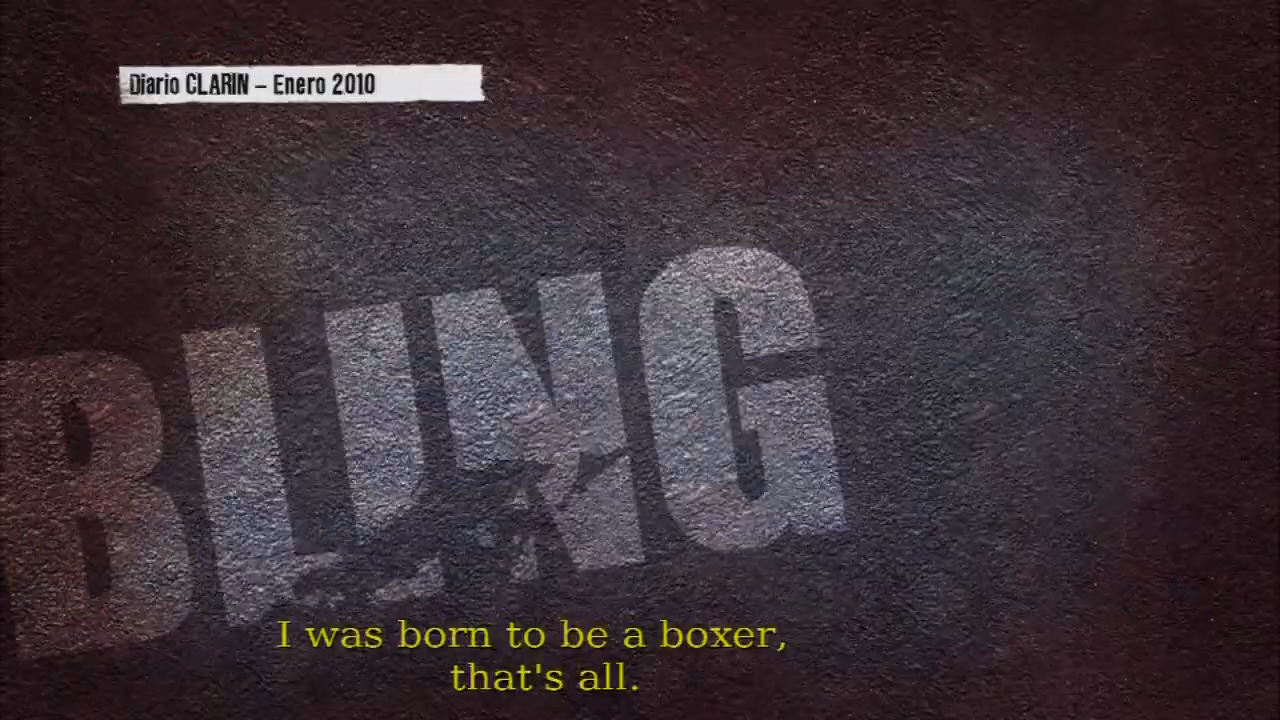 Diario CLARIN – Enero 2010
BLING
I was born to be a boxer,
that's all.